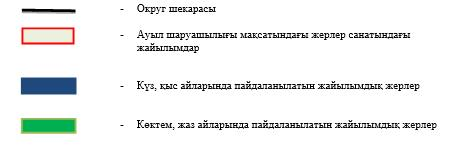 - Округ шекарасы
- Ауыл шаруашылығы мақсатындағы жерлер санатындағы
жайылымдар
- Күз, қыс айларында пайдаланылатын жайылымдық жерлер
- Көктем, жаз айларында пайдаланылатын жайылымдық жерлер